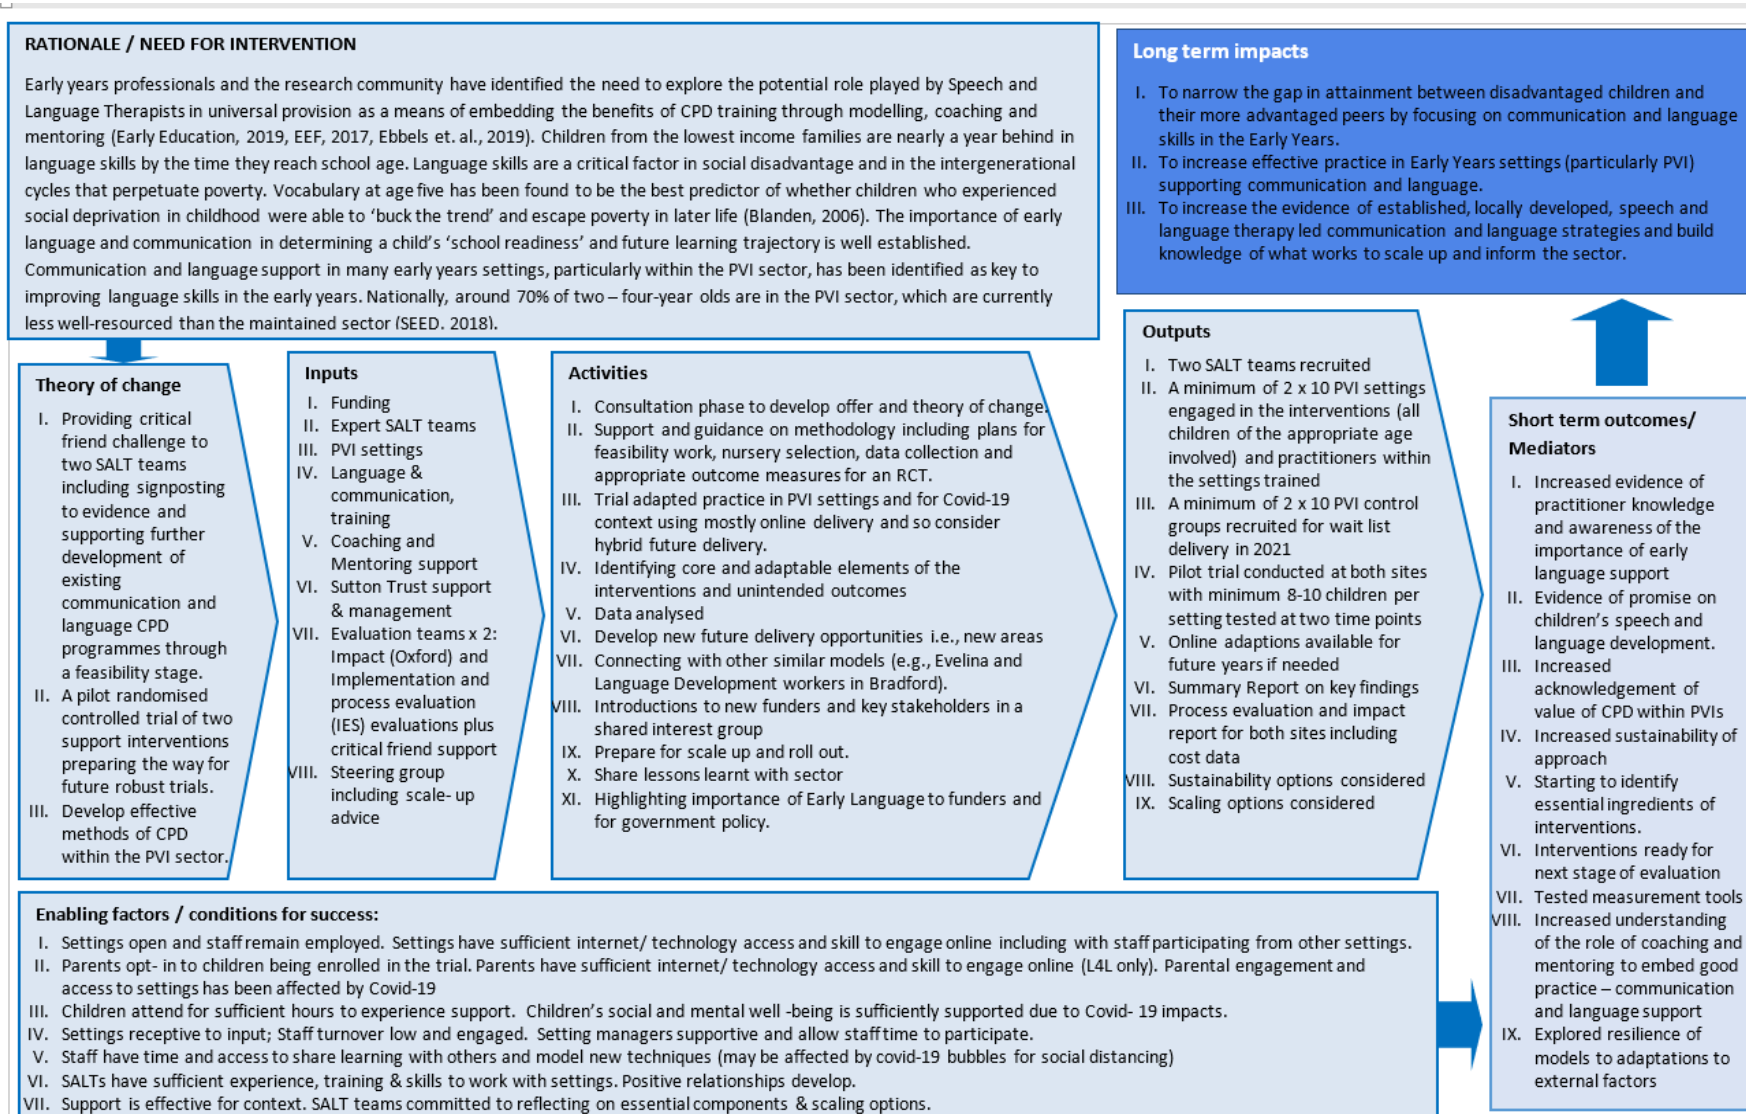 RATIONALE / NEED FOR INTERVENTION
Early years professionals and the research community have identified the need to explore the potential role played by Speech and
Language Therapists in universal provision as a means of embedding the benefits of CPD training through modelling, coaching and
mentoring (Early Education, 2019, EEF, 2017, Ebbels et. al., 2019). Children from the lowest income families are nearly a year behind in
language skills by the time they reach school age. Language skills are a critical factor in social disadvantage and in the intergenerational
cycles that perpetuate poverty. Vocabulary at age five has been found to be the best predictor of whether children who experienced
social deprivation in childhood were able to ‘buck the trend’ and escape poverty in later life (Blanden, 2006). The importance of early
language and communication in determining a child’s ‘school readiness’ and future learning trajectory is well established.
Communication and language support in many early years settings, particularly within the PVI sector, has been identified as key to
improving language skills in the early years. Nationally, around 70% of two – four-year olds are in the PVI sector, which are currently
less well-resourced than the maintained sector (SEED. 2018).
Long term impacts
I. To narrow the gap in attainment between disadvantaged children and
their more advantaged peers by focusing on communication and language
skills in the Early Years.
II. To increase effective practice in Early Years settings (particularly PVI)
supporting communication and language.
III. To increase the evidence of established, locally developed, speech and
language therapy led communication and language strategies and build
knowledge of what works to scale up and inform the sector.
Theory of change
I. Providing critical
friend challenge to
two SALT teams
including signposting
to evidence and
supporting further
development of
existing
communication and
language CPD
programmes through
a feasibility stage.
II. A pilot randomised
controlled trial of two
support interventions
preparing the way for
future robust trials.
III. Develop effective
methods of CPD
within the PVI sector.
Inputs
I. Funding
II. Expert SALT teams
III. PVI settings
IV. Language &
communication,
training
V. Coaching and
Mentoring support
VI. Sutton Trust support
& management
VII. Evaluation teams x 2:
Impact (Oxford) and
Implementation and
process evaluation
(IES) evaluations plus
critical friend support
VIII. Steering group
including scale- up
advice
Activities
I. Consultation phase to develop offer and theory of change.
II. Support and guidance on methodology including plans for
feasibility work, nursery selection, data collection and
appropriate outcome measures for an RCT.
III. Trial adapted practice in PVI settings and for Covid-19
context using mostly online delivery and so consider
hybrid future delivery.
IV. Identifying core and adaptable elements of the
interventions and unintended outcomes
V. Data analysed
VI. Develop new future delivery opportunities i.e., new areas
VII. Connecting with other similar models (e.g., Evelina and
Language Development workers in Bradford).
VIII. Introductions to new funders and key stakeholders in a
shared interest group
IX. Prepare for scale up and roll out.
X. Share lessons learnt with sector
XI. Highlighting importance of Early Language to funders and
for government policy.
Outputs
I. Two SALT teams recruited
II. A minimum of 2 x 10 PVI settings
engaged in the interventions (all
children of the appropriate age
involved) and practitioners within
the settings trained
III. A minimum of 2 x 10 PVI control
groups recruited for wait list
delivery in 2021
IV. Pilot trial conducted at both sites
with minimum 8-10 children per
setting tested at two time points
V. Online adaptions available for
future years if needed
VI. Summary Report on key findings
VII. Process evaluation and impact
report for both sites including
cost data
VIII. Sustainability options considered
IX. Scaling options considered
Short term outcomes/
Mediators
I. Increased evidence of
practitioner knowledge
and awareness of the
importance of early
language support
II. Evidence of promise on
children’s speech and
language development.
III. Increased
acknowledgement of
value of CPD within PVIs
IV. Increased sustainability of
approach
V. Starting to identify
essential ingredients of
interventions.
VI. Interventions ready for
next stage of evaluation
VII. Tested measurement tools
VIII. Increased understanding
of the role of coaching and
mentoring to embed good
practice – communication
and language support
IX. Explored resilience of
models to adaptations to
external factors
Enabling factors / conditions for success:
I. Settings open and staff remain employed. Settings have sufficient internet/ technology access and skill to engage online including with staff participating from other settings.
II. Parents opt- in to children being enrolled in the trial. Parents have sufficient internet/ technology access and skill to engage online (L4L only). Parental engagement and
access to settings has been affected by Covid-19
III. Children attend for sufficient hours to experience support. Children’s social and mental well -being is sufficiently supported due to Covid- 19 impacts.
IV. Settings receptive to input; Staff turnover low and engaged. Setting managers supportive and allow staff time to participate.
V. Staff have time and access to share learning with others and model new techniques (may be affected by covid-19 bubbles for social distancing)
VI. SALTs have sufficient experience, training & skills to work with settings. Positive relationships develop.
VII. Support is effective for context. SALT teams committed to reflecting on essential components & scaling options.